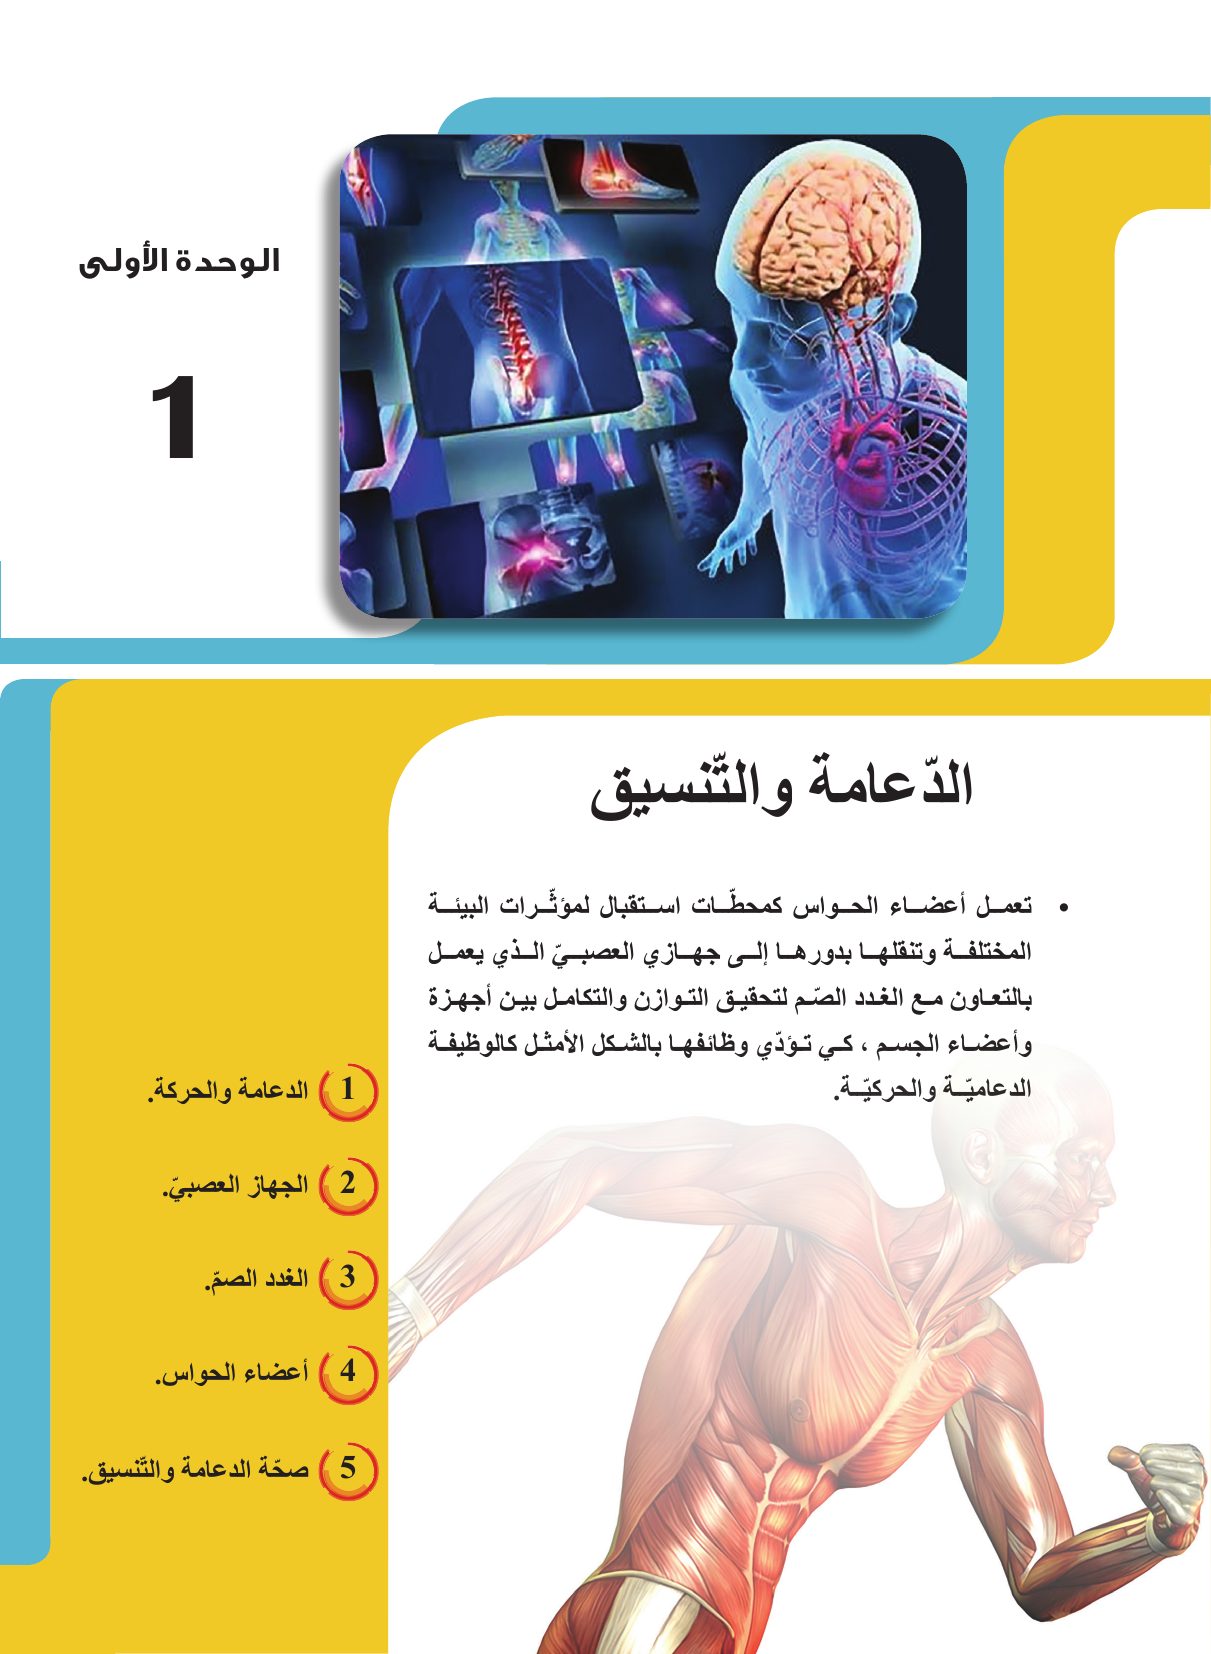 الوحدة الأولى
1
الدّعامة والتّنسيق
• تعمل أعضاء الحواس كمحطّات استقبال لمؤثّرات البيئة
المختلفة وتنقلها بدورها إلى جهازي العصبيّ الذي يعمل
بالتعاون مع الغدد الصّم لتحقيق التوازن والتكامل بين أجهزة
وأعضاء الجسم ، كي تؤدّي وظائفها بالشكل الأمثل كالوظيفة
الدعاميّة والحركيّة.
1 الدعامة والحركة.
2 الجهاز العصبيّ.
3 الغدد الصمّ.
4 أعضاء الحواس.
5 صحّة الدعامة والتّنسيق.